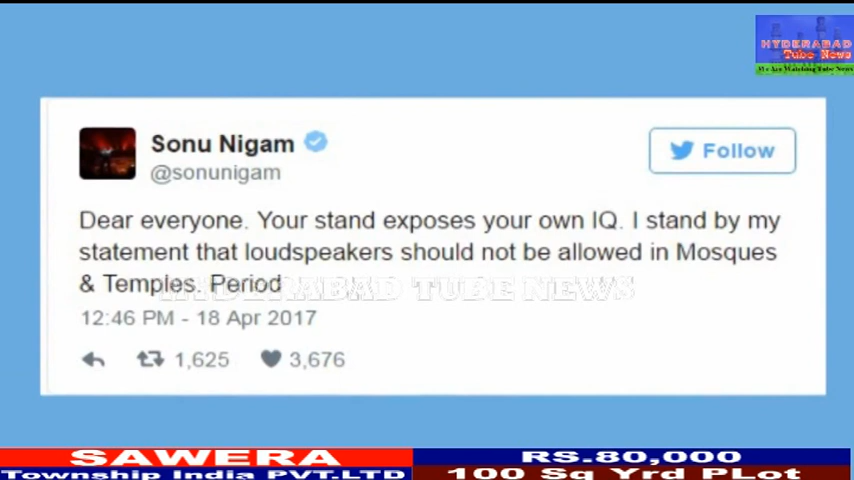 HYDERABAD
Tube News
We Are Watching Tube News
Sonu Nigam
@sonunigam
Follow
Dear everyone. Your stand exposes your own IQ. I stand by my
statement that loudspeakers should not be allowed in Mosques
& Temples. Period
HYDERABAD TUBE NEWS
12:46 PM - 18 Apr 2017
1,625 3,676
SAWERA
Township India PVT.LTD
RS.80,000
100 Sq Yrd PLot